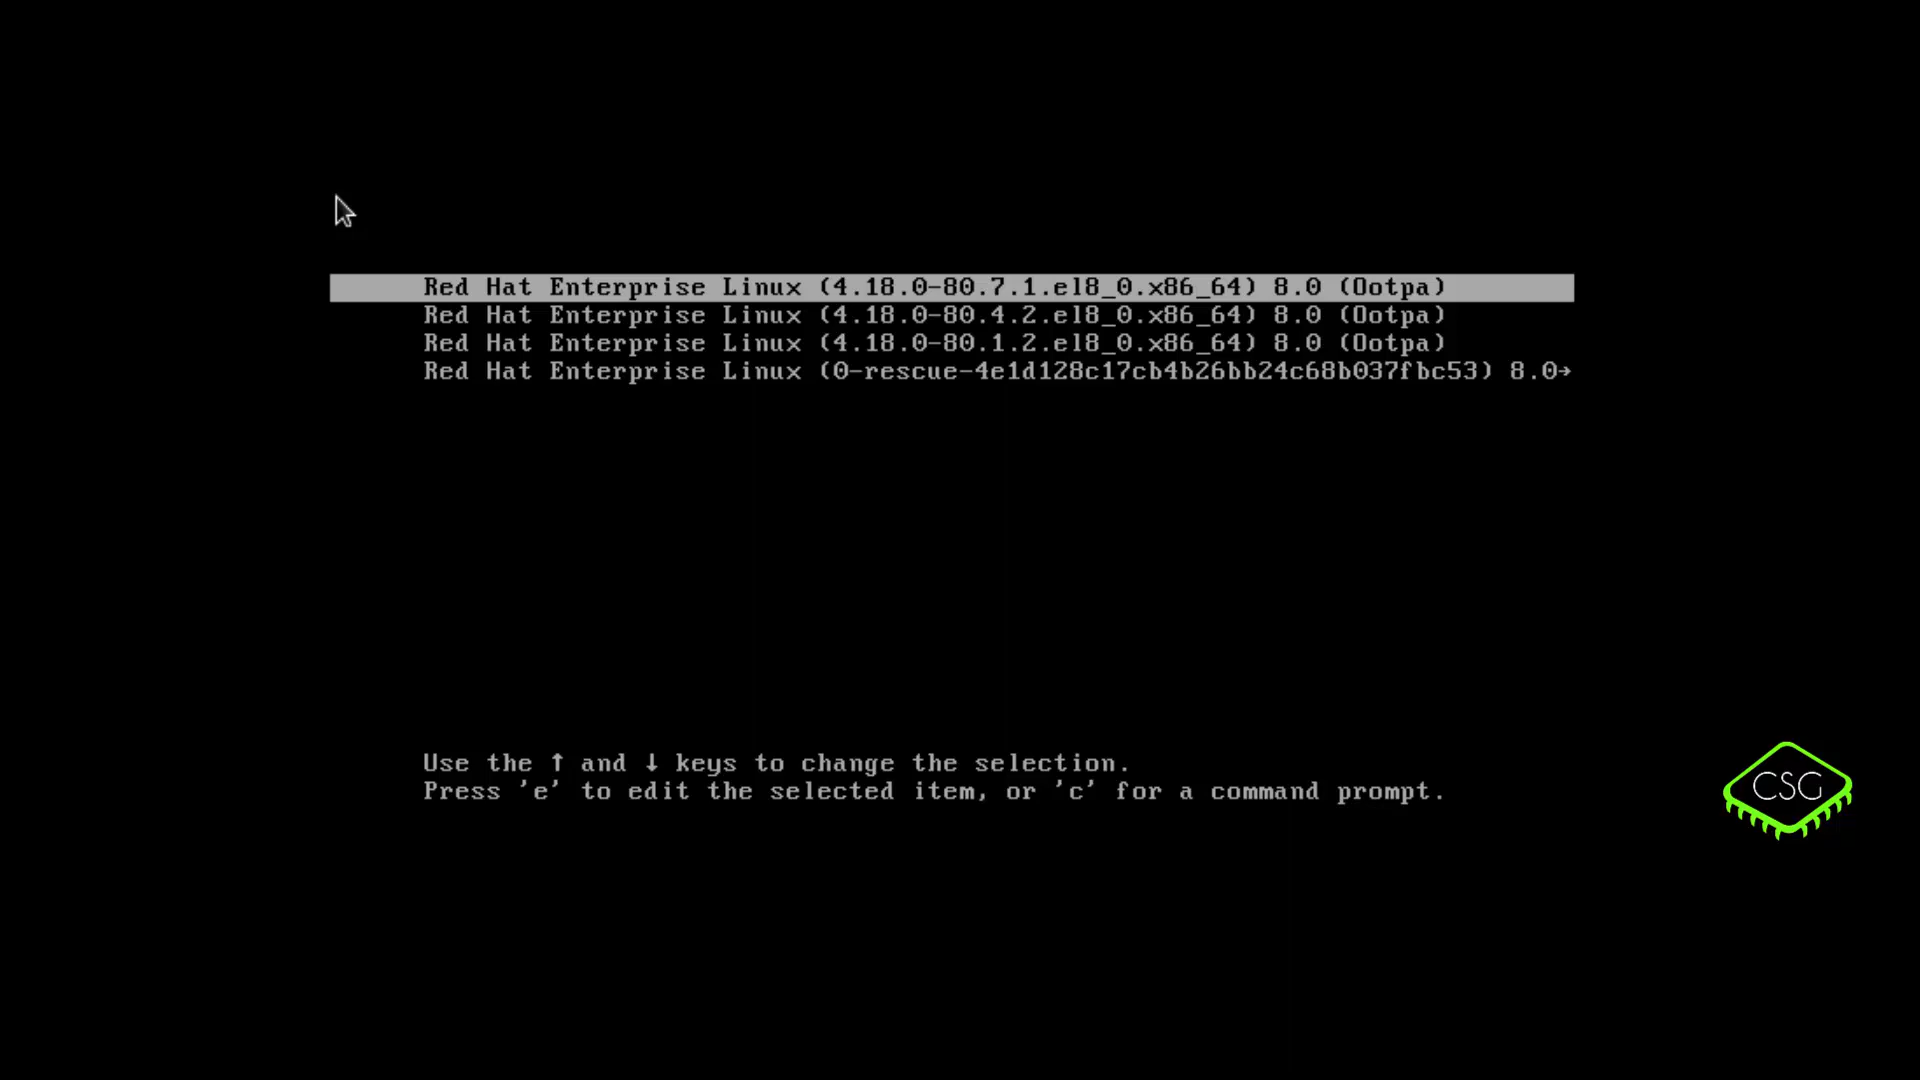 Red Hat Enterprise Linux (4.18.0-80.7.1.el8_0.x86_64) 8.0 (Ootpa)
Red Hat Enterprise Linux (4.18.0-80.4.2.el8_0.x86_64) 8.0 (Ootpa)
Red Hat Enterprise Linux (4.18.0-80.1.2.el8_0.x86_64) 8.0 (Ootpa)
Red Hat Enterprise Linux (0-rescue-4e1d128c17cb4b26bb24c68b037fbc53) 8.0→
Use the ↑ and ↓ keys to change the selection.
Press 'e' to edit the selected item, or 'c' for a command prompt.
CSG